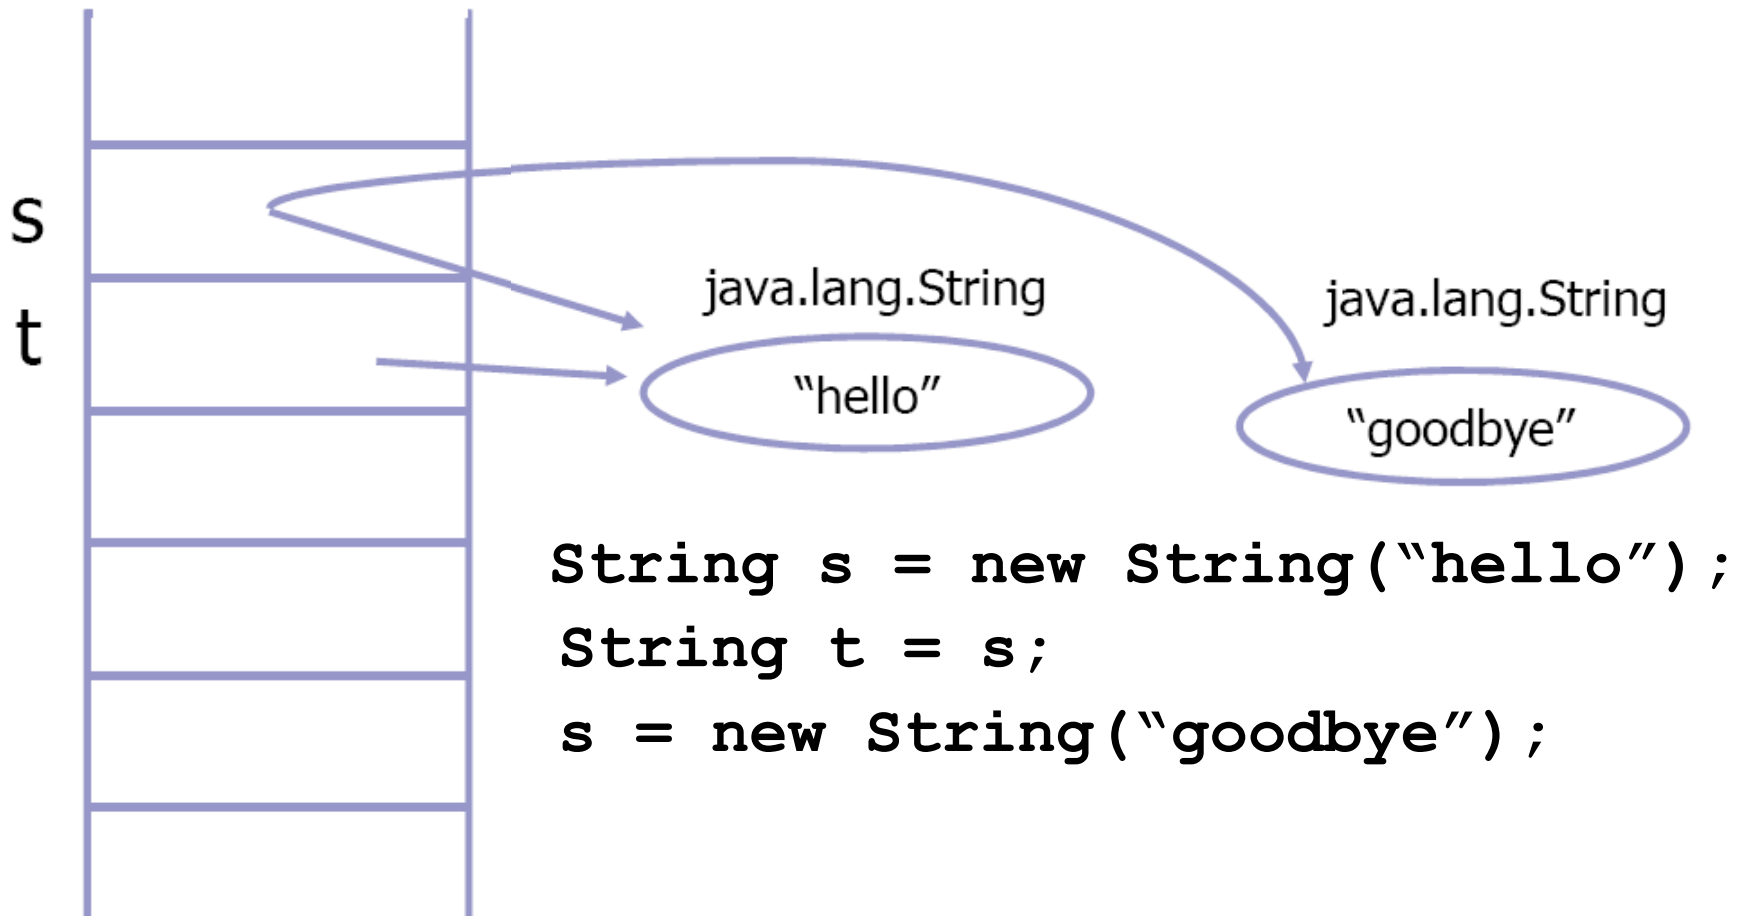 s
t
java.lang.String
“hello”
java.lang.String
“goodbye”
String s = new String(“hello”);
String t = s;
s = new String(“goodbye”);